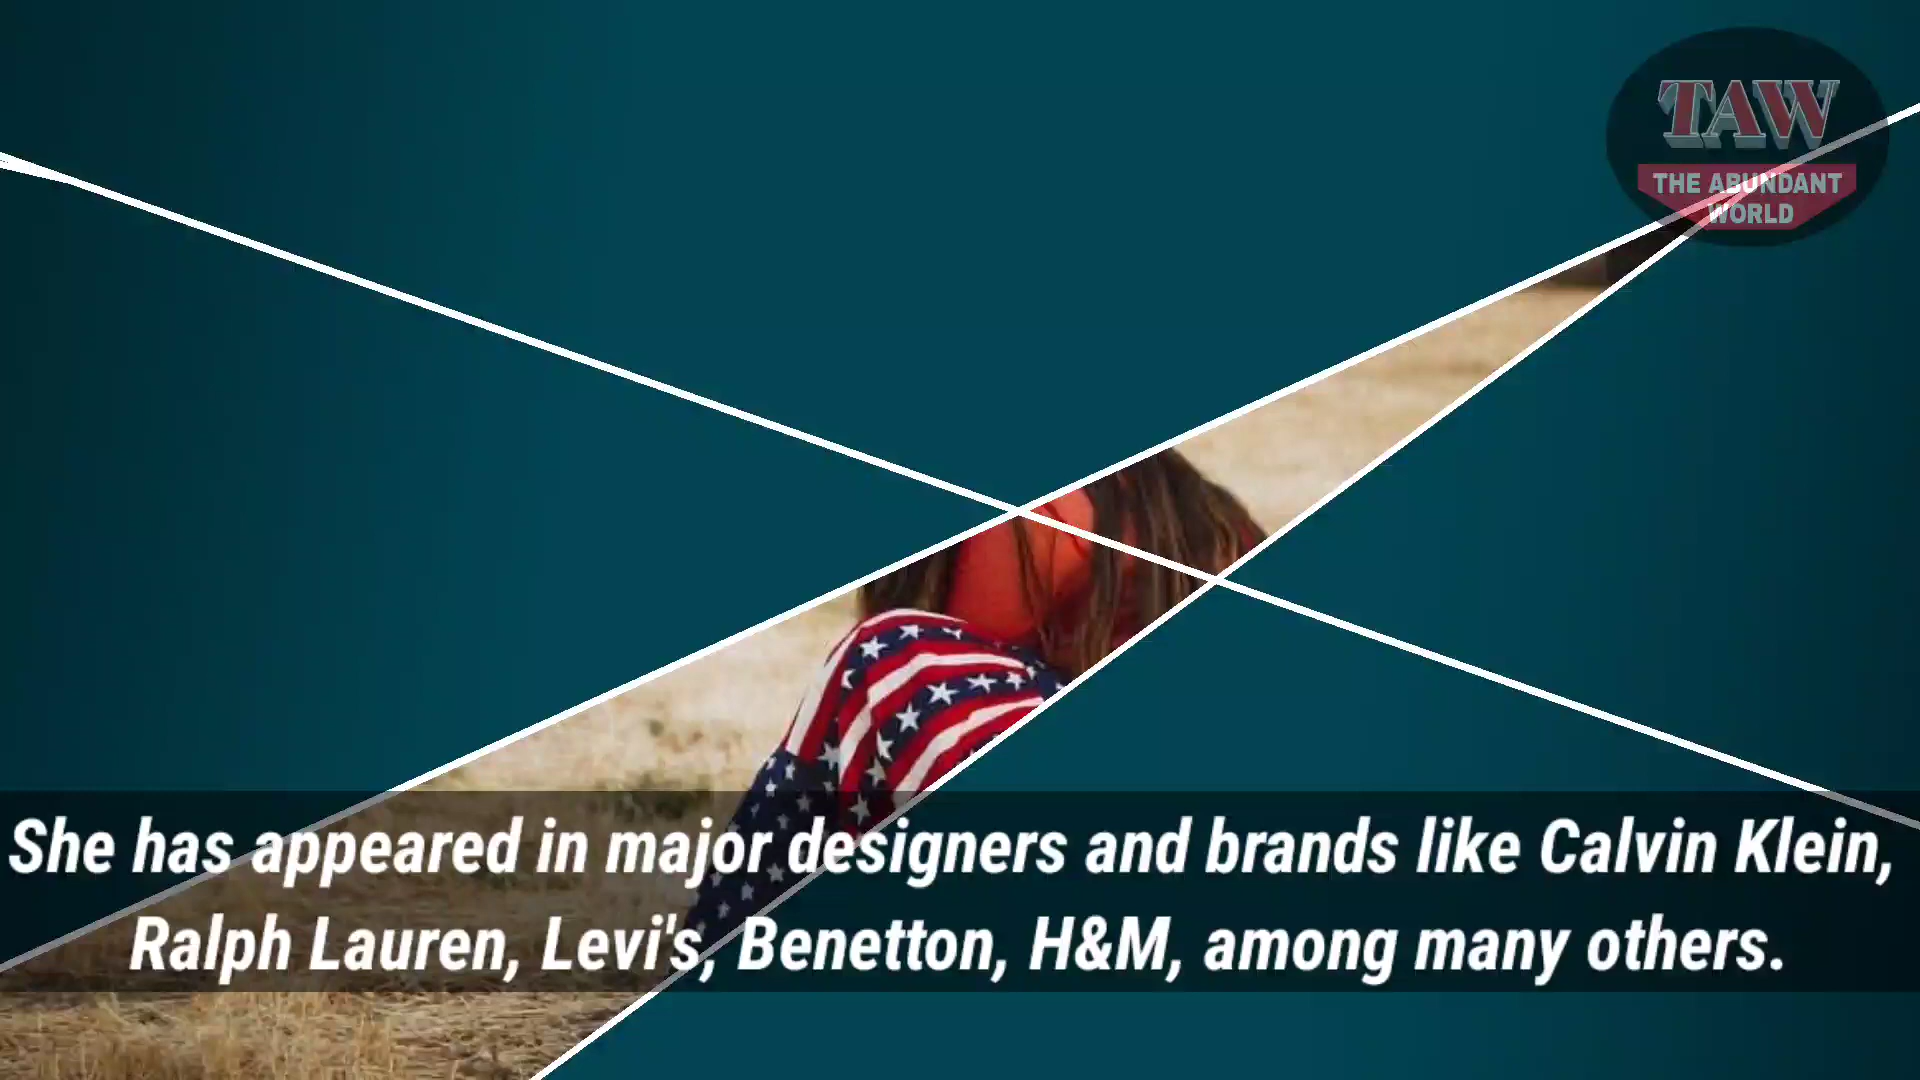 TAW
THE ABUNDANT
WORLD
She has appeared in major designers and brands like Calvin Klein,
Ralph Lauren, Levi's, Benetton, H&M, among many others.